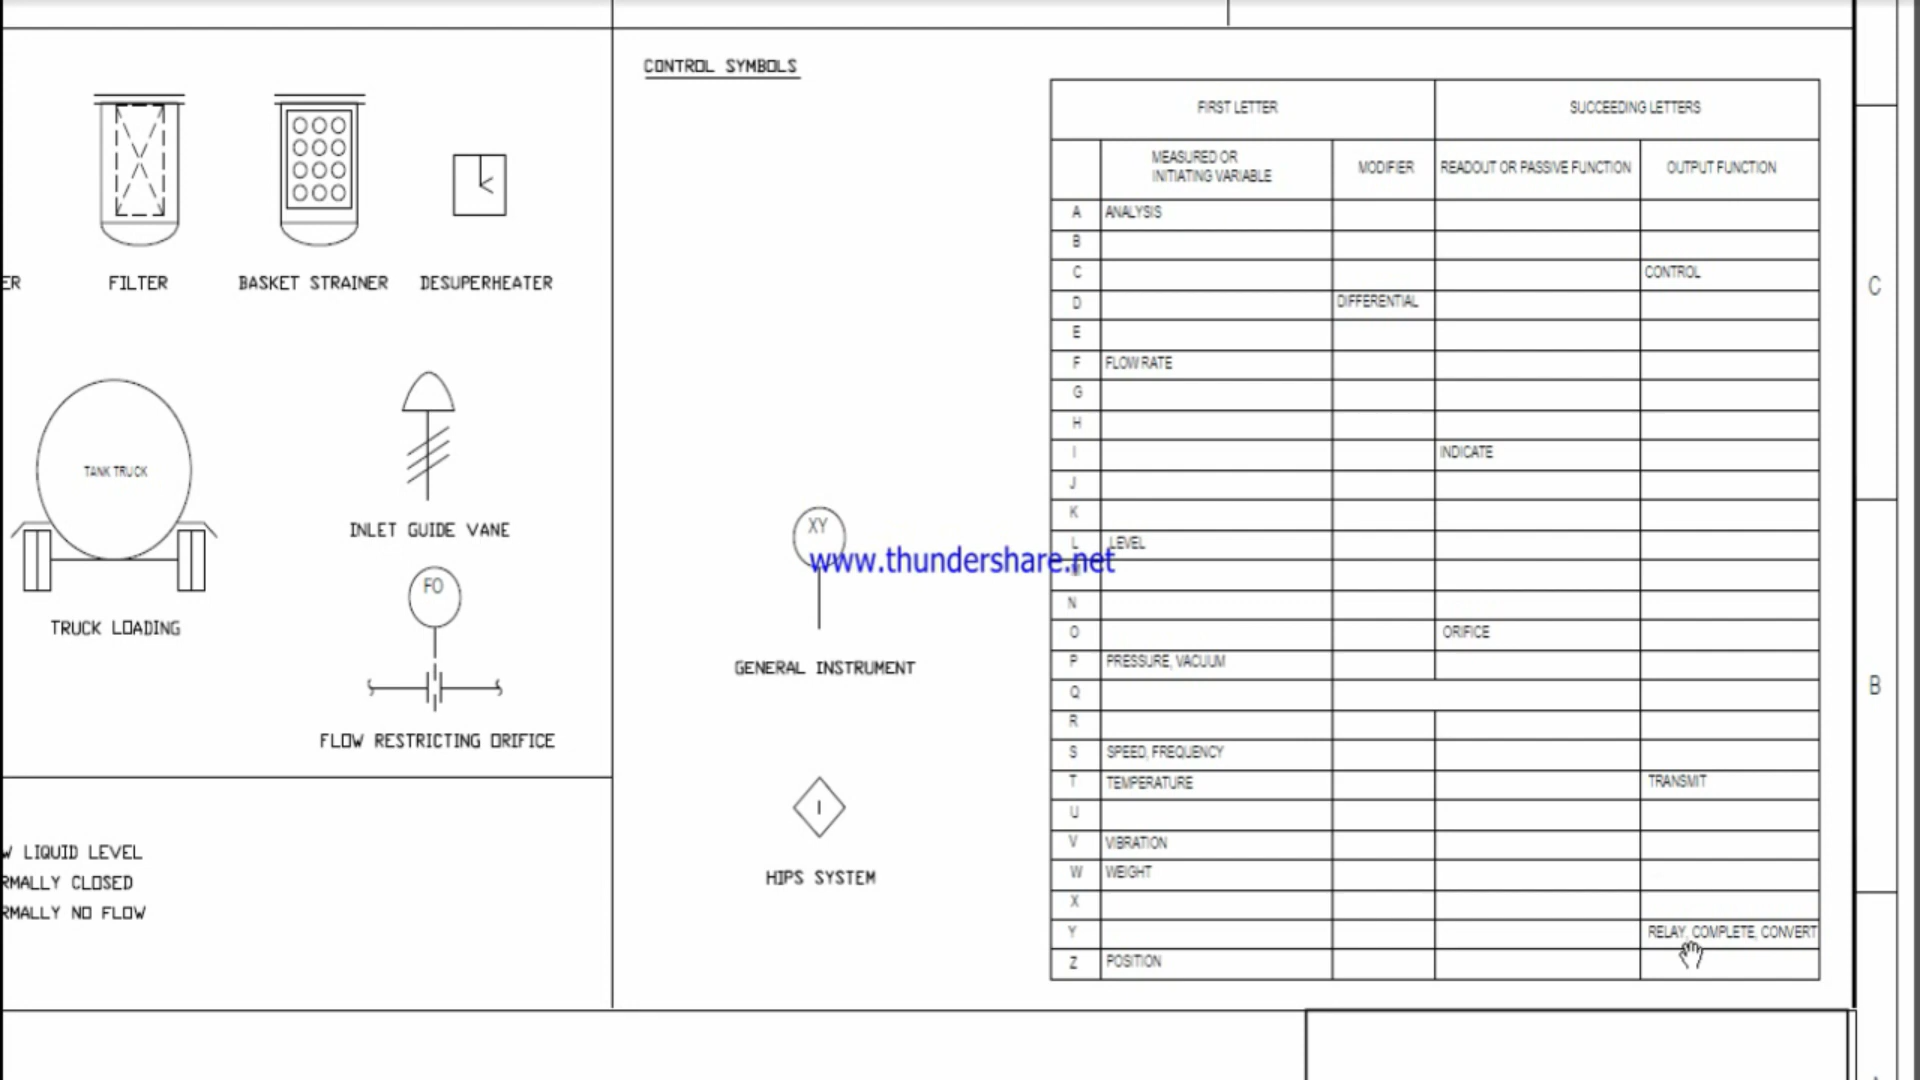 CONTROL SYMBOLS
ER
FILTER
BASKET STRAINER
DESUPERHEATER
TANK TRUCK
TRUCK LOADING
INLET GUIDE VANE
FO
FLOW RESTRICTING ORIFICE
W LIQUID LEVEL
RMALLY CLOSED
RMALLY NO FLOW
XY
www.thundershare.net
GENERAL INSTRUMENT
I
HIPS SYSTEM
FIRST LETTER SUCCEEDING LETTERS
MEASURED OR
INITIATING VARIABLE MODIFIER READOUT OR PASSIVE FUNCTION OUTPUT FUNCTION
A ANALYSIS
B
C CONTROL
D DIFFERENTIAL
E
F FLOW RATE
G
H
I INDICATE
J
K
L LEVEL
M
N
O ORIFICE
P PRESSURE, VACUUM
Q
R
S SPEED, FREQUENCY
T TEMPERATURE TRANSMIT
U
V VIBRATION
W WEIGHT
X
Y RELAY, COMPLETE, CONVERT
Z POSITION
C
B